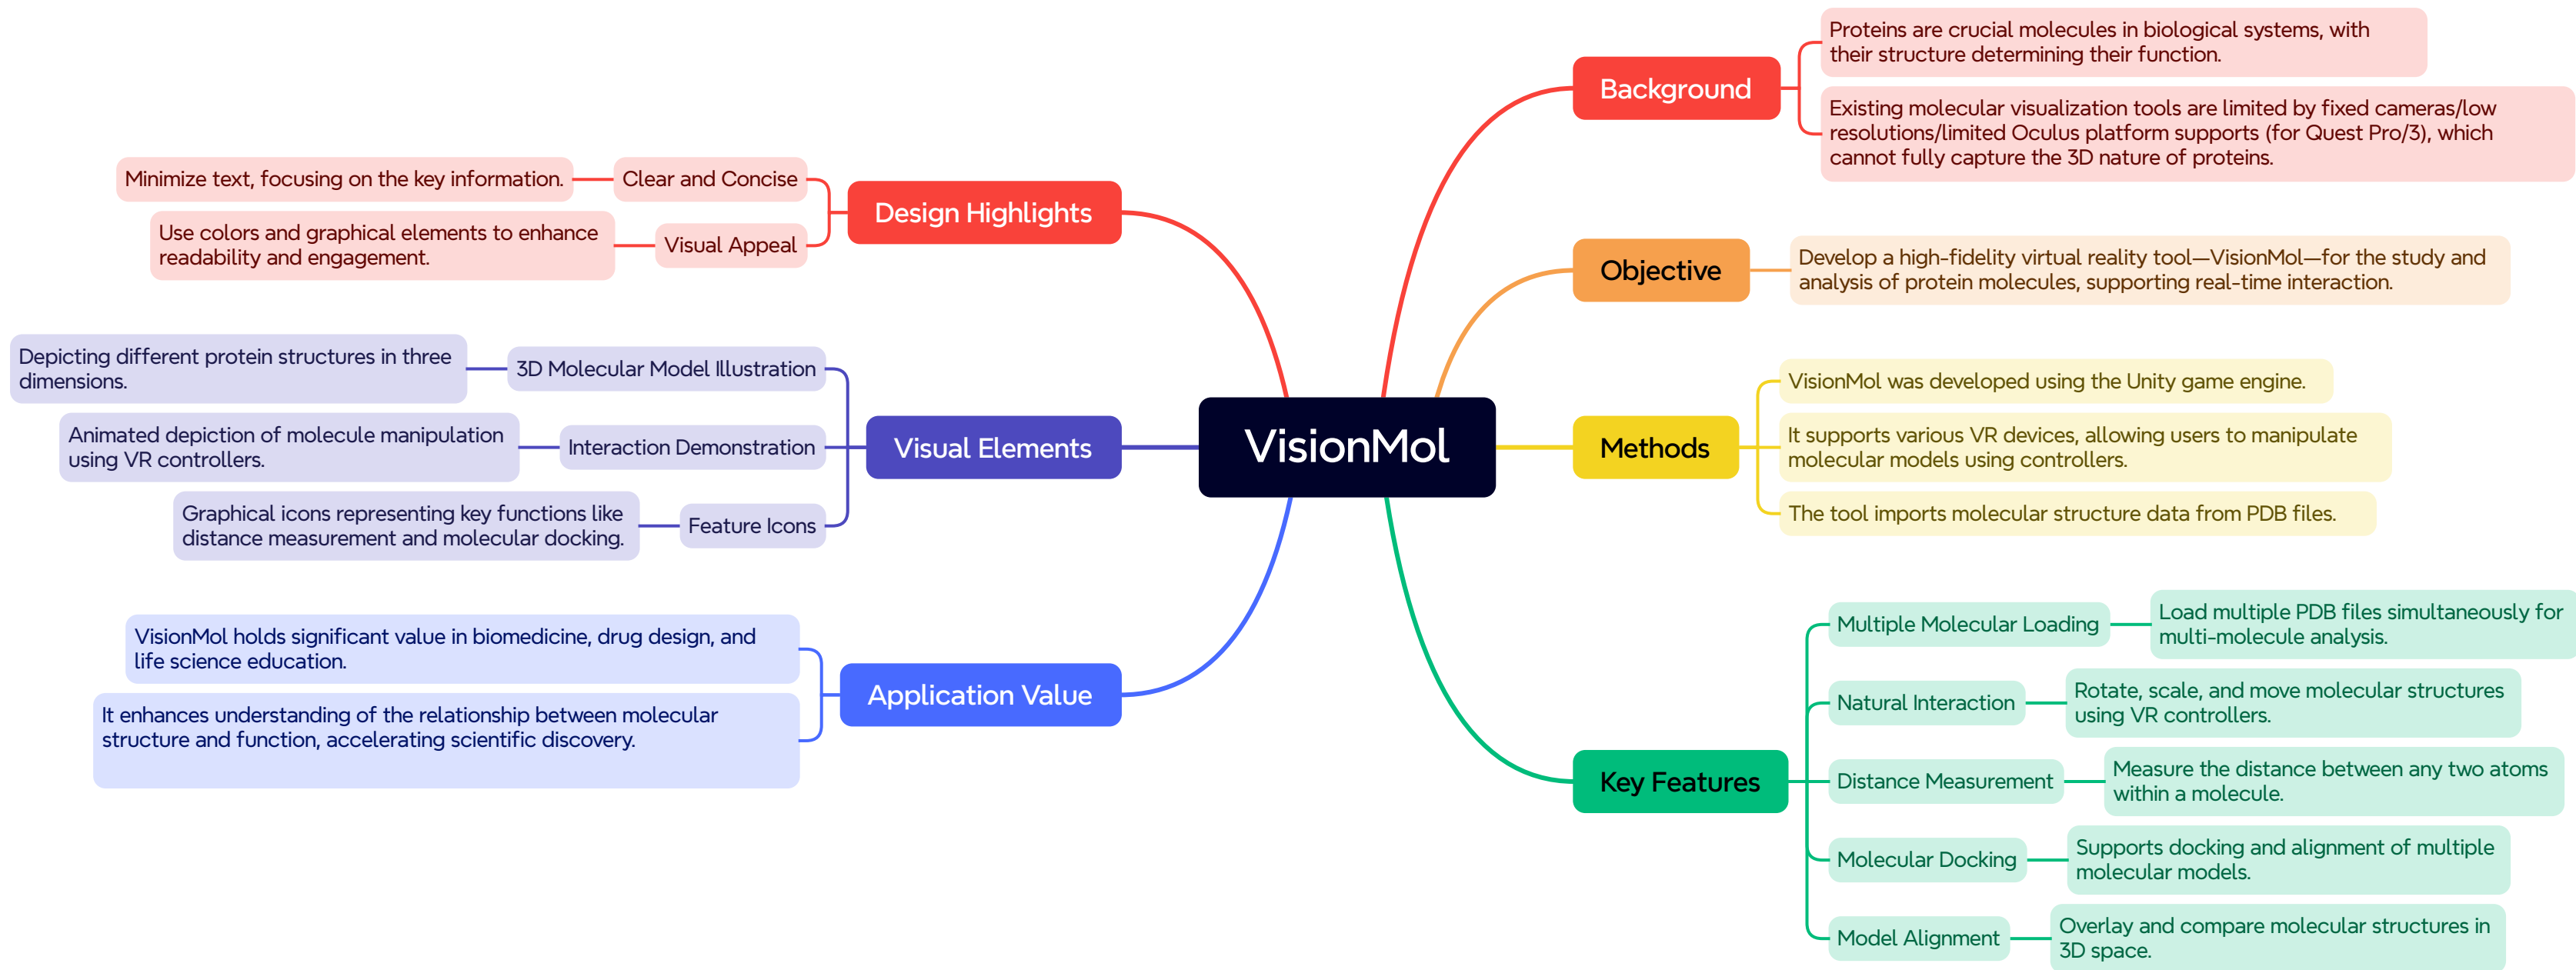 VisionMol
Background
Proteins are crucial molecules in biological systems, with
their structure determining their function.
Existing molecular visualization tools are limited by fixed cameras/low
resolutions/limited Oculus platform supports (for Quest Pro/3), which
cannot fully capture the 3D nature of proteins.
Objective
Develop a high-fidelity virtual reality tool—VisionMol—for the study and
analysis of protein molecules, supporting real-time interaction.
Methods
VisionMol was developed using the Unity game engine.
It supports various VR devices, allowing users to manipulate
molecular models using controllers.
The tool imports molecular structure data from PDB files.
Key Features
Multiple Molecular Loading
Load multiple PDB files simultaneously for
multi-molecule analysis.
Natural Interaction
Rotate, scale, and move molecular structures
using VR controllers.
Distance Measurement
Measure the distance between any two atoms
within a molecule.
Molecular Docking
Supports docking and alignment of multiple
molecular models.
Model Alignment
Overlay and compare molecular structures in
3D space.
Design Highlights
Clear and Concise
Minimize text, focusing on the key information.
Visual Appeal
Use colors and graphical elements to enhance
readability and engagement.
Visual Elements
3D Molecular Model Illustration
Depicting different protein structures in three
dimensions.
Interaction Demonstration
Animated depiction of molecule manipulation
using VR controllers.
Feature Icons
Graphical icons representing key functions like
distance measurement and molecular docking.
Application Value
VisionMol holds significant value in biomedicine, drug design, and
life science education.
It enhances understanding of the relationship between molecular
structure and function, accelerating scientific discovery.